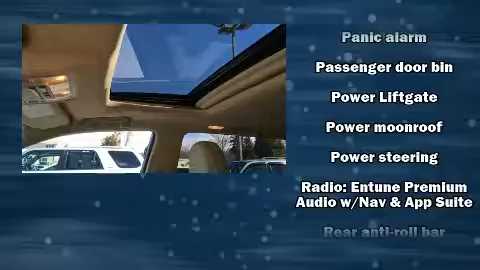 Panic alarm
Passenger door bin
Power Liftgate
Power moonroof
Power steering
Radio: Entune Premium
Audio w/Nav & App Suite
Rear anti-roll bar